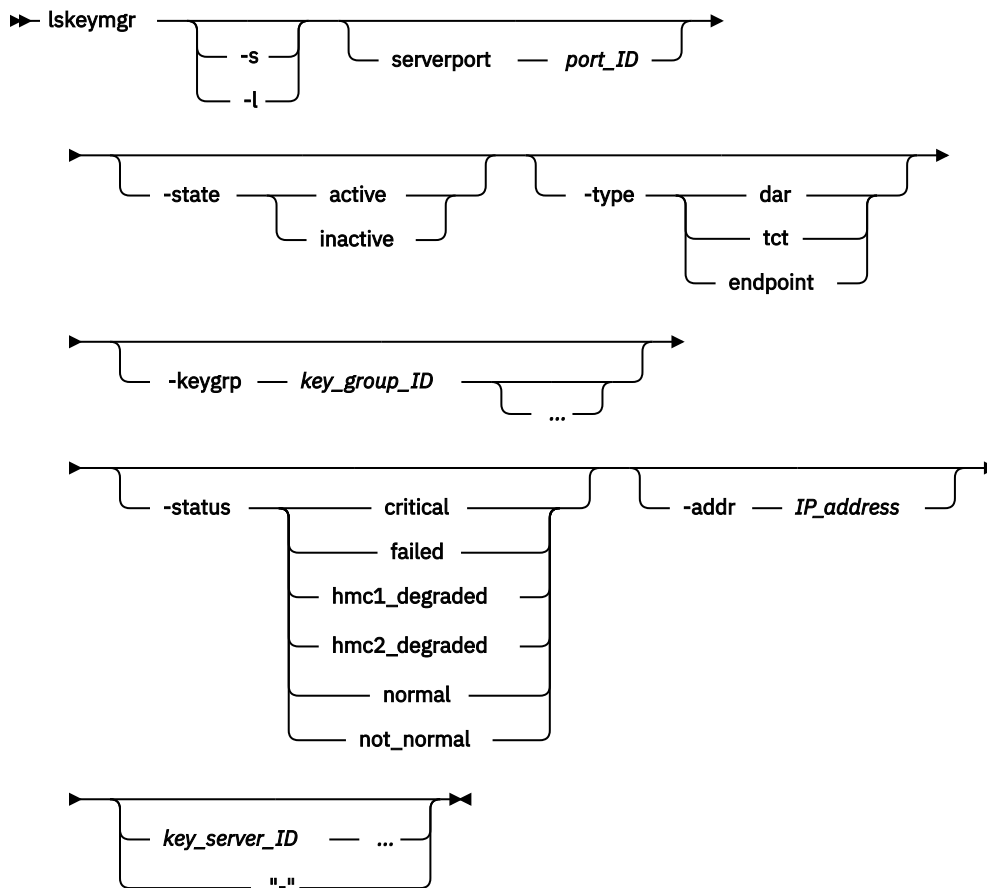 lskeymgr
-s
-l
serverport port_ID
-state active
inactive
-type dar
tct
endpoint
-keygrp key_group_ID
...
-status critical
failed
hmc1_degraded
hmc2_degraded
normal
not_normal
-addr IP_address
key_server_ID ...
"-"